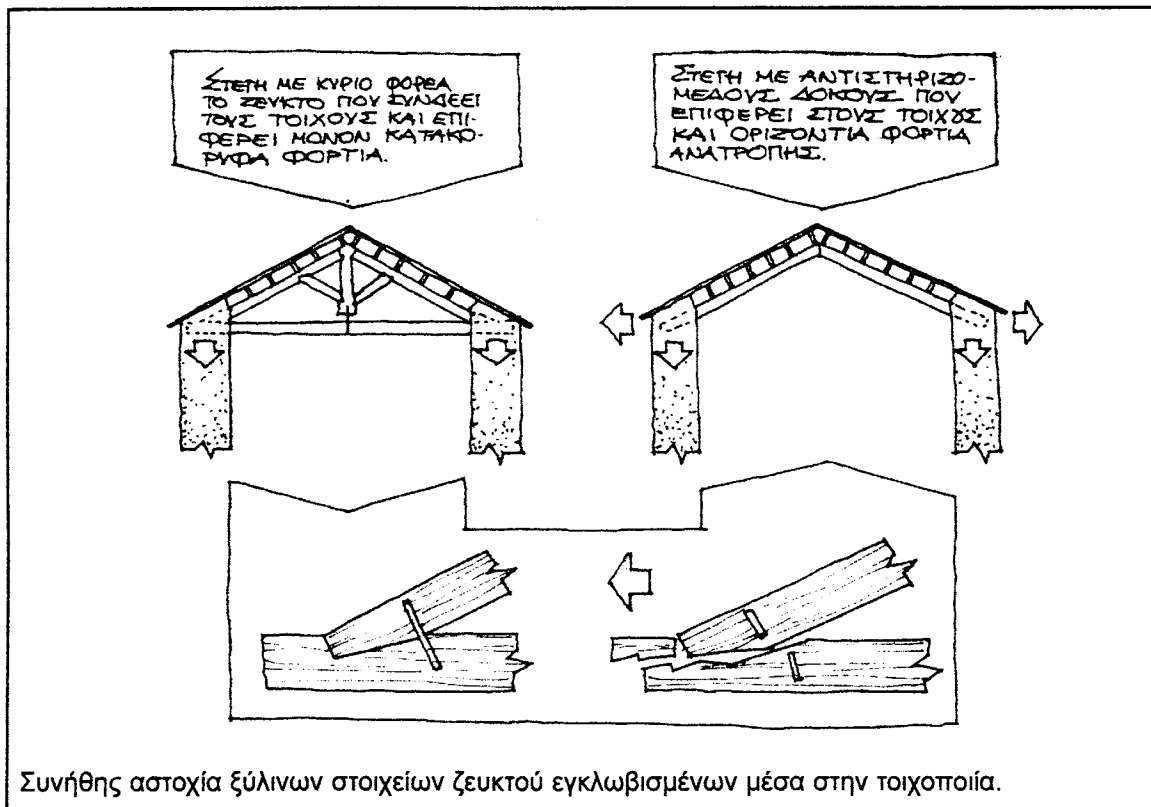 ΣΤΕΓΗ ΜΕ ΚΥΡΙΟ ΦΟΡΕΑ
ΤΟ ΖΕΥΚΤΟ ΠΟΥ ΣΥΝΔΕΕΙ
ΤΟΥΣ ΤΟΙΧΟΥΣ ΚΑΙ ΕΠΙ-
ΦΕΡΕΙ ΜΟΝΟΝ ΚΑΤΑΚΟ-
ΡΥΦΑ ΦΟΡΤΙΑ.
ΣΤΕΓΗ ΜΕ ΑΝΤΙΣΤΗΡΙΖΟ-
ΜΕΔΟΥΣ ΔΟΚΟΥΣ ΠΟΥ
ΕΠΙΦΕΡΕΙ ΣΤΟΥΣ ΤΟΙΧΟΥΣ
ΚΑΙ ΟΡΙΖΟΝΤΙΑ ΦΟΡΤΙΑ
ΑΝΑΤΡΟΠΗΣ.
Συνήθης αστοχία ξύλινων στοιχείων ζευκτού εγκλωβισμένων μέσα στην τοιχοποιία.